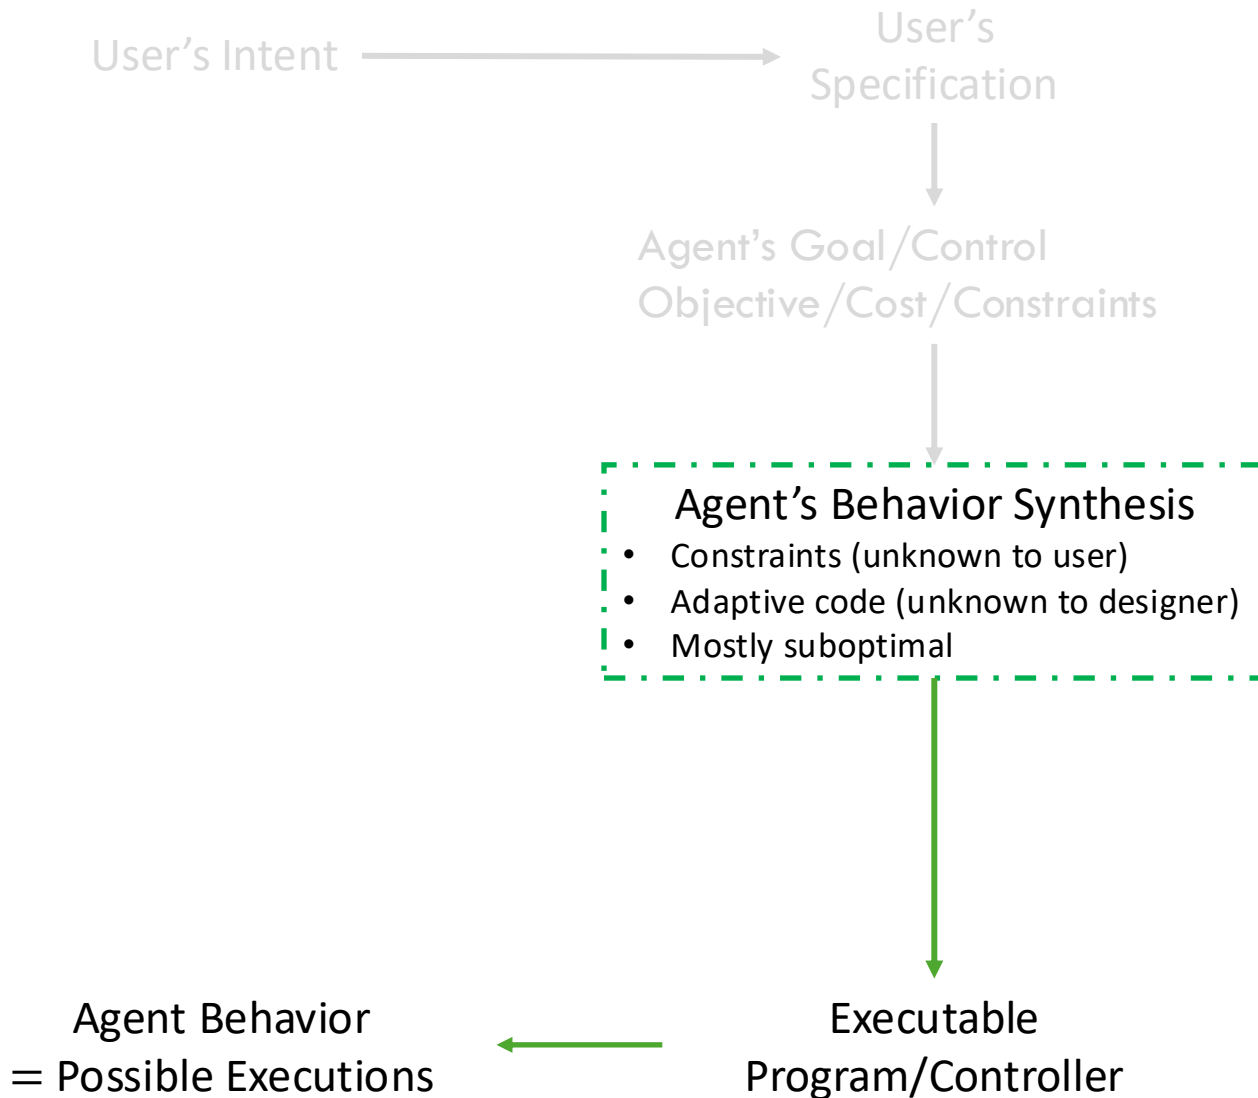 User’s Intent
User’s
Specification
Agent’s Goal/Control
Objective/Cost/Constraints
Agent’s Behavior Synthesis
• Constraints (unknown to user)
• Adaptive code (unknown to designer)
• Mostly suboptimal
Agent Behavior
= Possible Executions
Executable
Program/Controller